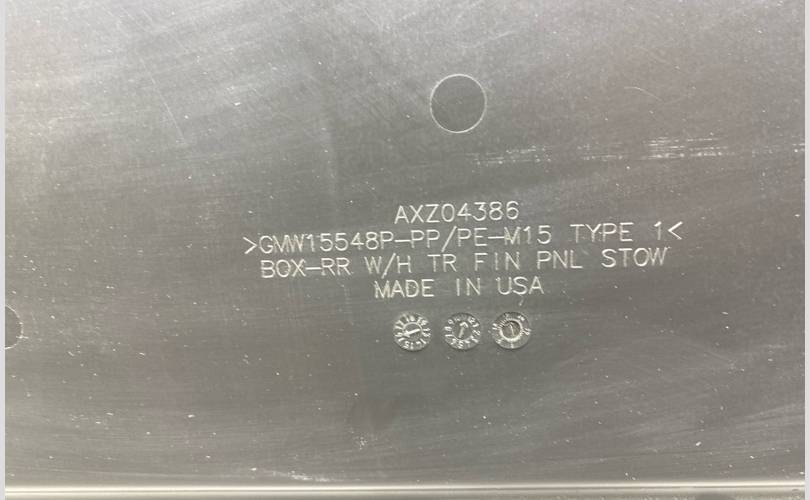 AXZ04386
>GMW15548P-PP/PE-M15 TYPE 1<
BOX-RR W/H TR FIN PNL STOW
MADE IN USA